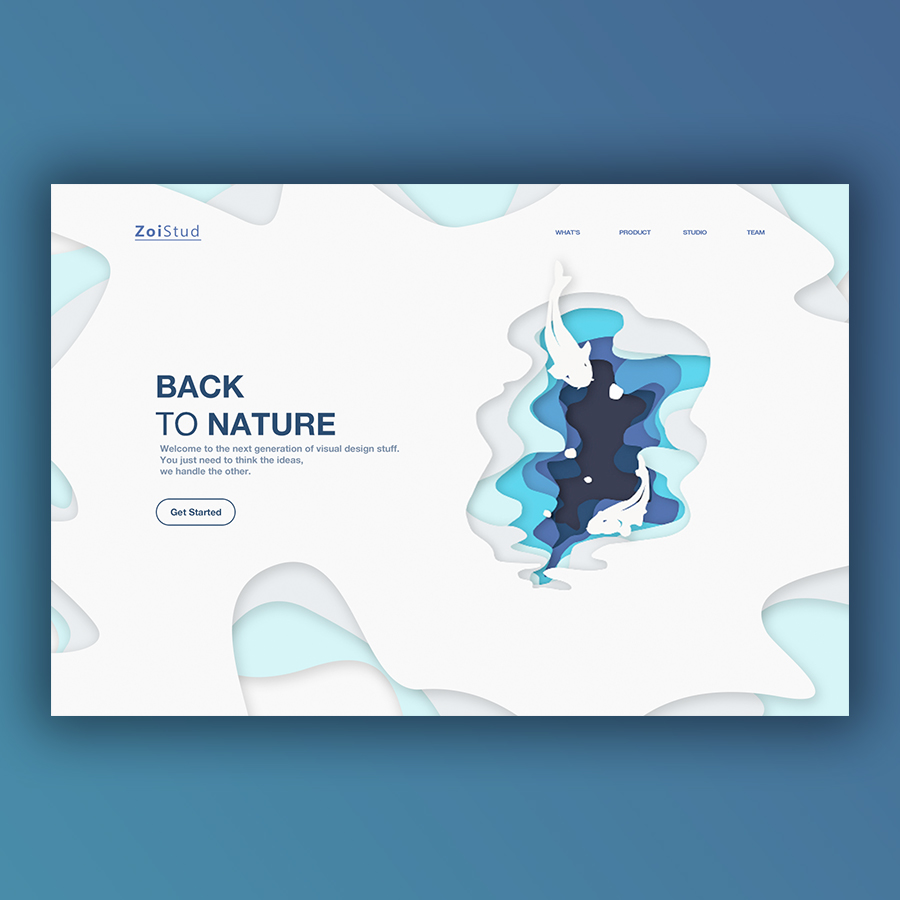 ZoiStud
WHAT'S PRODUCT STUDIO TEAM
BACK
TO NATURE
Welcome to the next generation of visual design stuff.
You just need to think the ideas,
we handle the other.
Get Started